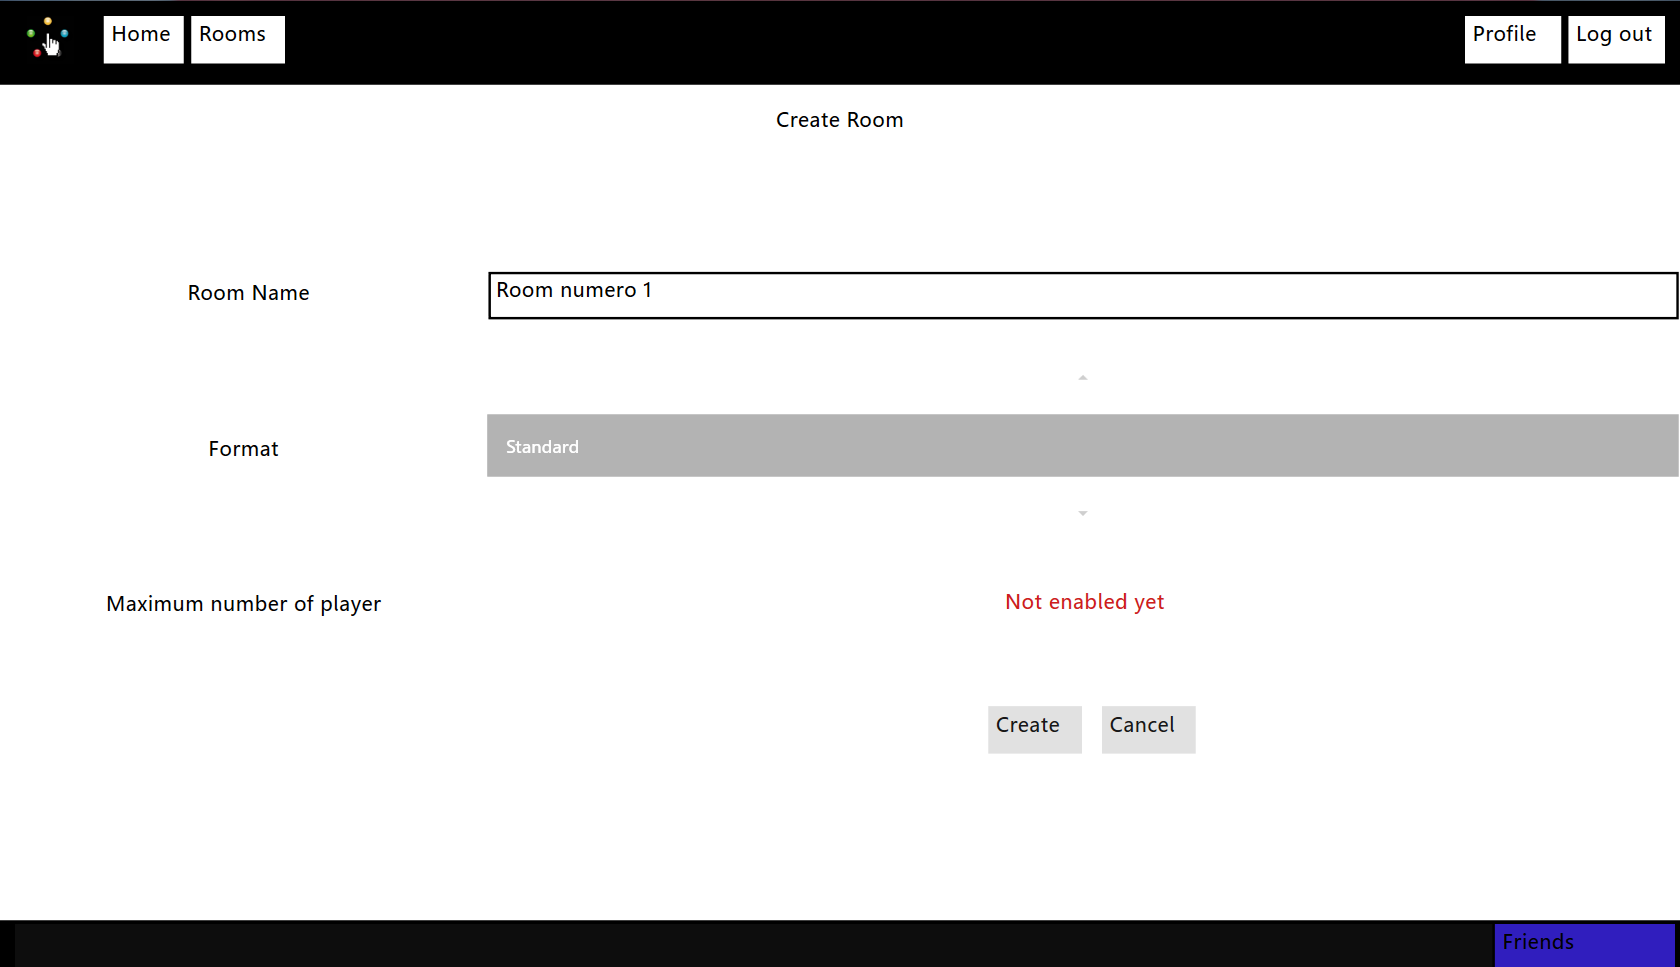 Home Rooms Profile Log out
Create Room
Room Name Room numero 1
Format Standard
Maximum number of player Not enabled yet
Create Cancel
Friends